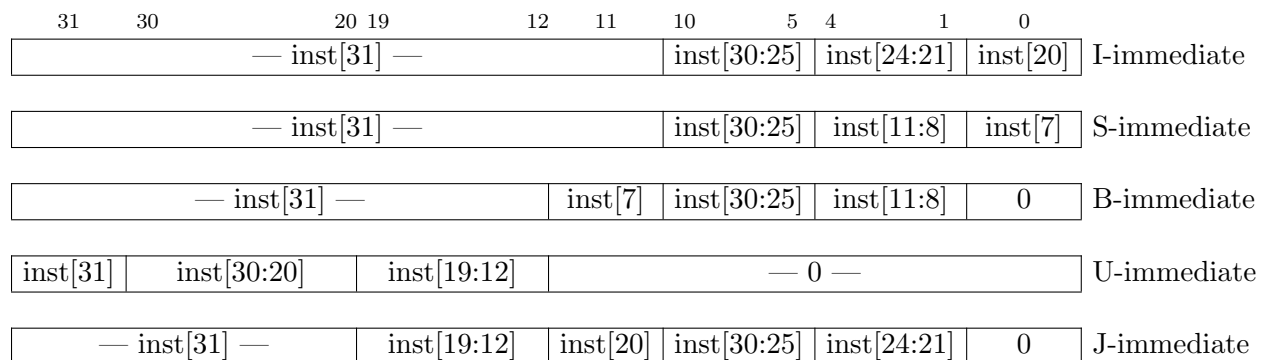 31 30 20 19 12 11 10 5 4 1 0
— inst[31] — inst[30:25] inst[24:21] inst[20] I-immediate
— inst[31] — inst[30:25] inst[11:8] inst[7] S-immediate
— inst[31] — inst[7] inst[30:25] inst[11:8] 0 B-immediate
inst[31] inst[30:20] inst[19:12] — 0 — U-immediate
— inst[31] — inst[19:12] inst[20] inst[30:25] inst[24:21] 0 J-immediate